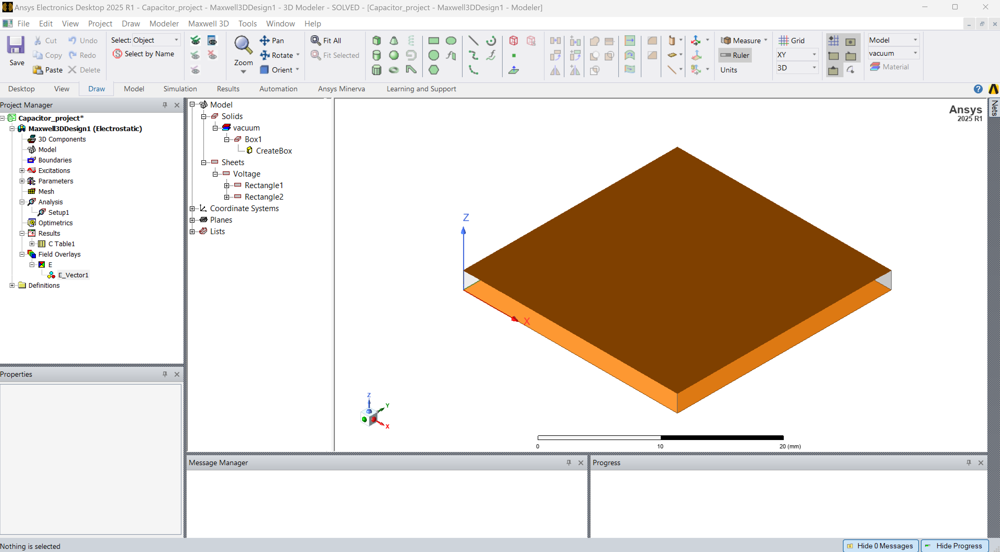 Ansys Electronics Desktop 2025 R1 - Capacitor_project - Maxwell3DDesign1 - 3D Modeler - SOLVED - [Capacitor_project - Maxwell3DDesign1 - Modeler]
File Edit View Project Draw Modeler Maxwell 3D Tools Window Help
Save
Cut
Copy
Paste
Undo
Redo
Delete
Select: Object
Select by Name
Zoom
Pan
Rotate
Orient
Fit All
Fit Selected
Measure
Ruler
Units
Grid
XY
3D
Model
vacuum
Material
Desktop View Draw Model Simulation Results Automation Ansys Minerva Learning and Support
Project Manager
Capacitor_project*
Maxwell3DDesign1 (Electrostatic)
3D Components
Model
Boundaries
Excitations
Parameters
Mesh
Analysis
Setup1
Optimetrics
Results
C Table1
Field Overlays
E
E_Vector1
Definitions
Properties
Model
Solids
vacuum
Box1
CreateBox
Sheets
Voltage
Rectangle1
Rectangle2
Coordinate Systems
Planes
Lists
Ansys
2025 R1
Nets
Z
X
Z
Y
X
0 10 20 (mm)
Message Manager
Progress
Nothing is selected
Hide 0 Messages
Hide Progress